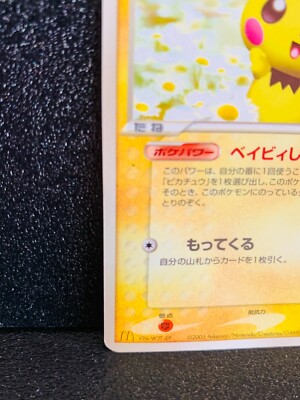 たね
ポケパワー ベイビィし
このパワーは、自分の番に1回使うこ
「ピカチュウ」を1枚選び出し、このポケ
そのとき、このポケモンにのっているダ
とりのぞく。
もってくる
自分の山札からカードを1枚引く。
弱点
抵抗力